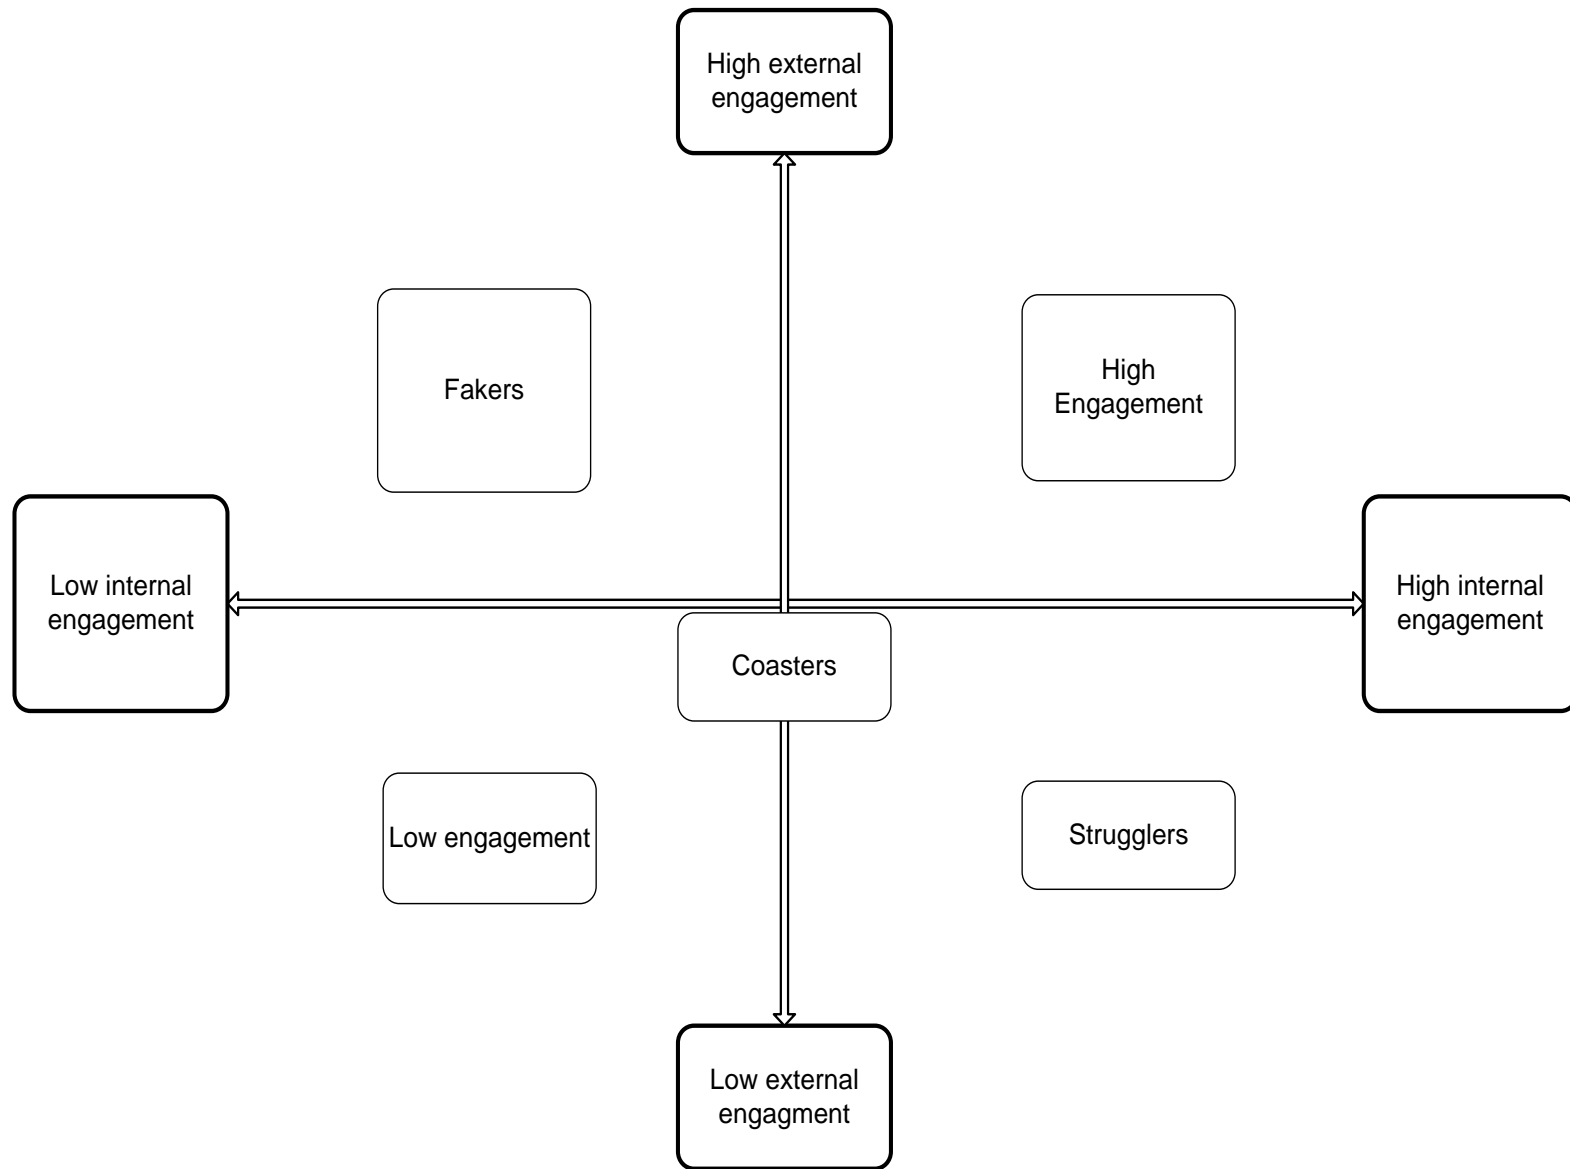 High external
engagement
Fakers
High
Engagement
Low internal
engagement
High internal
engagement
Coasters
Low engagement
Strugglers
Low external
engagment